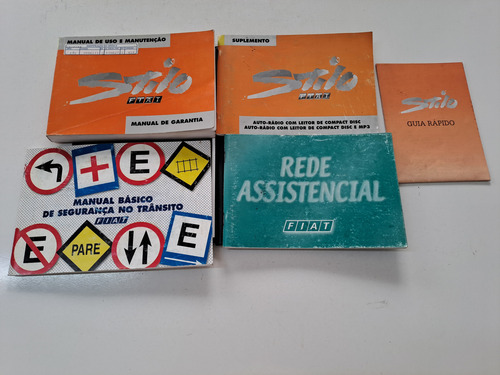 MANUAL DE USO E MANUTENÇÃO
Stilo
FIAT
MANUAL DE GARANTIA
SUPLEMENTO
Stilo
FIAT
AUTO-RÁDIO COM LEITOR DE COMPACT DISC
AUTO-RÁDIO COM LEITOR DE COMPACT DISC E MP3
Stilo
GUIA RÁPIDO
E
MANUAL BÁSICO
DE SEGURANÇA NO TRÂNSITO
FIAT
E
PARE
E
REDE
ASSISTENCIAL
FIAT